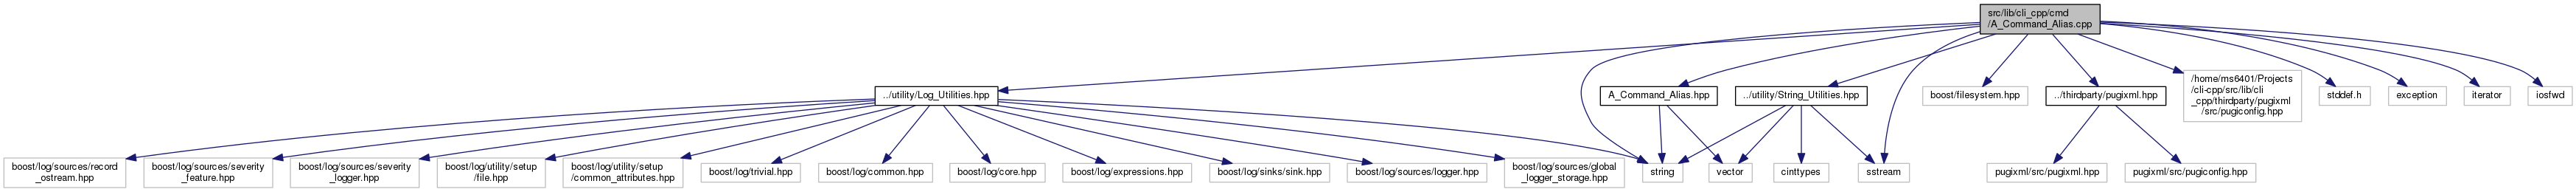 src/lib/cli_cpp/cmd
/A_Command_Alias.cpp
../utility/Log_Utilities.hpp
A_Command_Alias.hpp
../utility/String_Utilities.hpp
boost/filesystem.hpp
../thirdparty/pugixml.hpp
/home/ms6401/Projects
/cli-cpp/src/lib/cli
_cpp/thirdparty/pugixml
/src/pugiconfig.hpp
stddef.h
exception
iterator
iosfwd
boost/log/sources/record
_ostream.hpp
boost/log/sources/severity
_feature.hpp
boost/log/sources/severity
_logger.hpp
boost/log/utility/setup
/file.hpp
boost/log/utility/setup
/common_attributes.hpp
boost/log/trivial.hpp
boost/log/common.hpp
boost/log/core.hpp
boost/log/expressions.hpp
boost/log/sinks/sink.hpp
boost/log/sources/logger.hpp
boost/log/sources/global
_logger_storage.hpp
string
vector
cinttypes
sstream
pugixml/src/pugixml.hpp
pugixml/src/pugiconfig.hpp